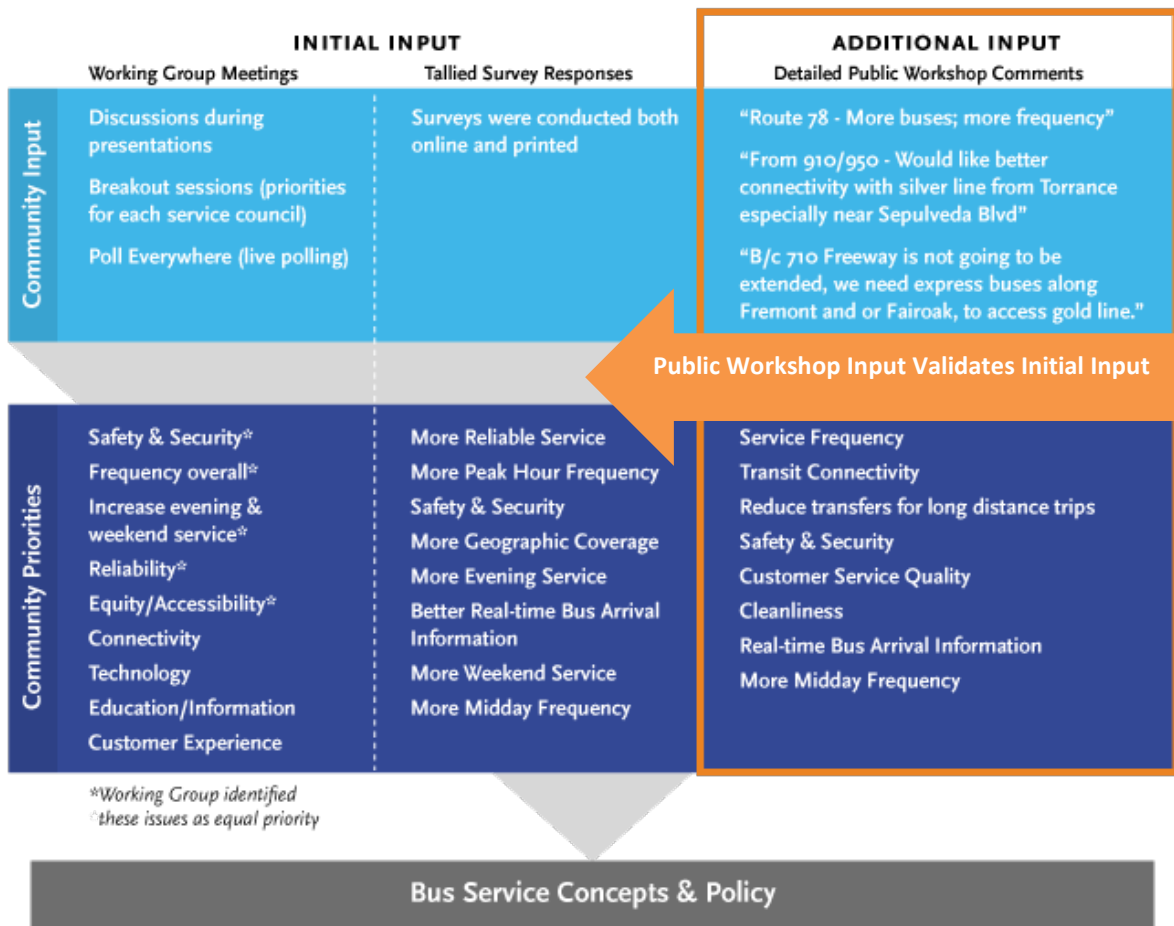 INITIAL INPUT
Working Group Meetings
Tallied Survey Responses
ADDITIONAL INPUT
Detailed Public Workshop Comments
Community Input
Discussions during
presentations
Breakout sessions (priorities
for each service council)
Poll Everywhere (live polling)
Surveys were conducted both
online and printed
“Route 78 - More buses; more frequency”
“From 910/950 - Would like better
connectivity with silver line from Torrance
especially near Sepulveda Blvd”
“B/c 710 Freeway is not going to be
extended, we need express buses along
Fremont and or Fairoak, to access gold line.”
Public Workshop Input Validates Initial Input
Community Priorities
Safety & Security*
Frequency overall*
Increase evening &
weekend service*
Reliability*
Equity/Accessibility*
Connectivity
Technology
Education/Information
Customer Experience
More Reliable Service
More Peak Hour Frequency
Safety & Security
More Geographic Coverage
More Evening Service
Better Real-time Bus Arrival
Information
More Weekend Service
More Midday Frequency
Service Frequency
Transit Connectivity
Reduce transfers for long distance trips
Safety & Security
Customer Service Quality
Cleanliness
Real-time Bus Arrival Information
More Midday Frequency
*Working Group identified
*these issues as equal priority
Bus Service Concepts & Policy